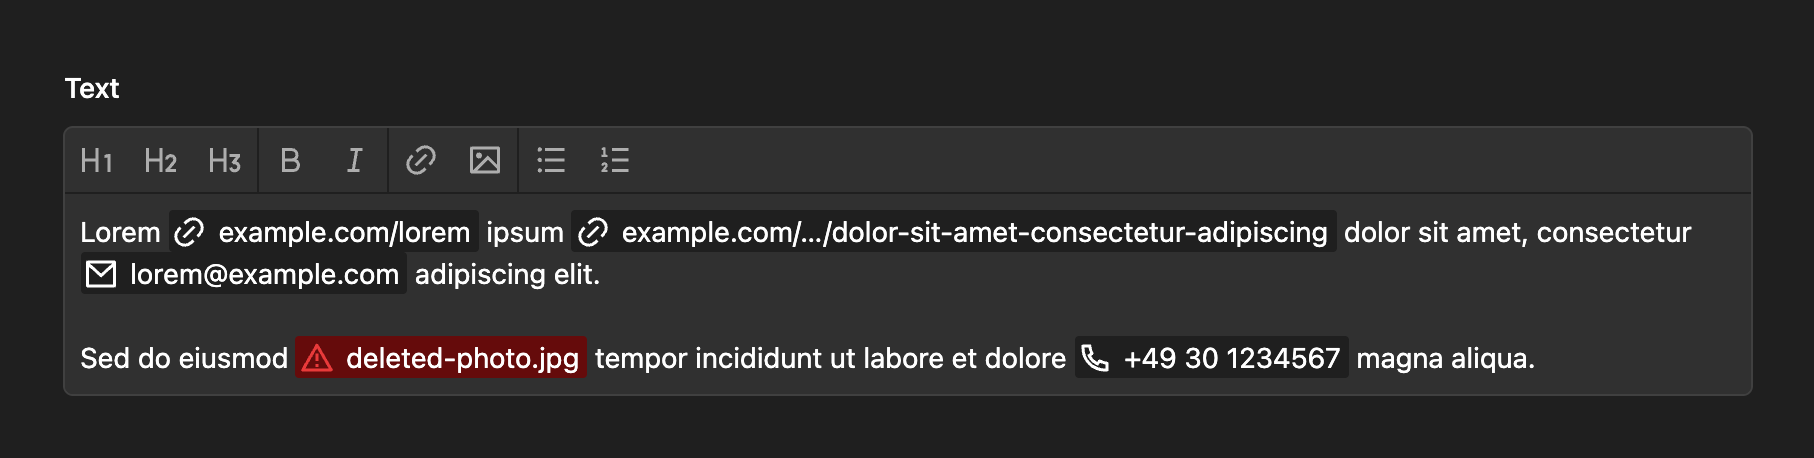 Text
H1 H2 H3 B I
Lorem example.com/lorem ipsum example.com/.../dolor-sit-amet-consectetur-adipiscing dolor sit amet, consectetur
lorem@example.com adipiscing elit.
Sed do eiusmod deleted-photo.jpg tempor incididunt ut labore et dolore +49 30 1234567 magna aliqua.